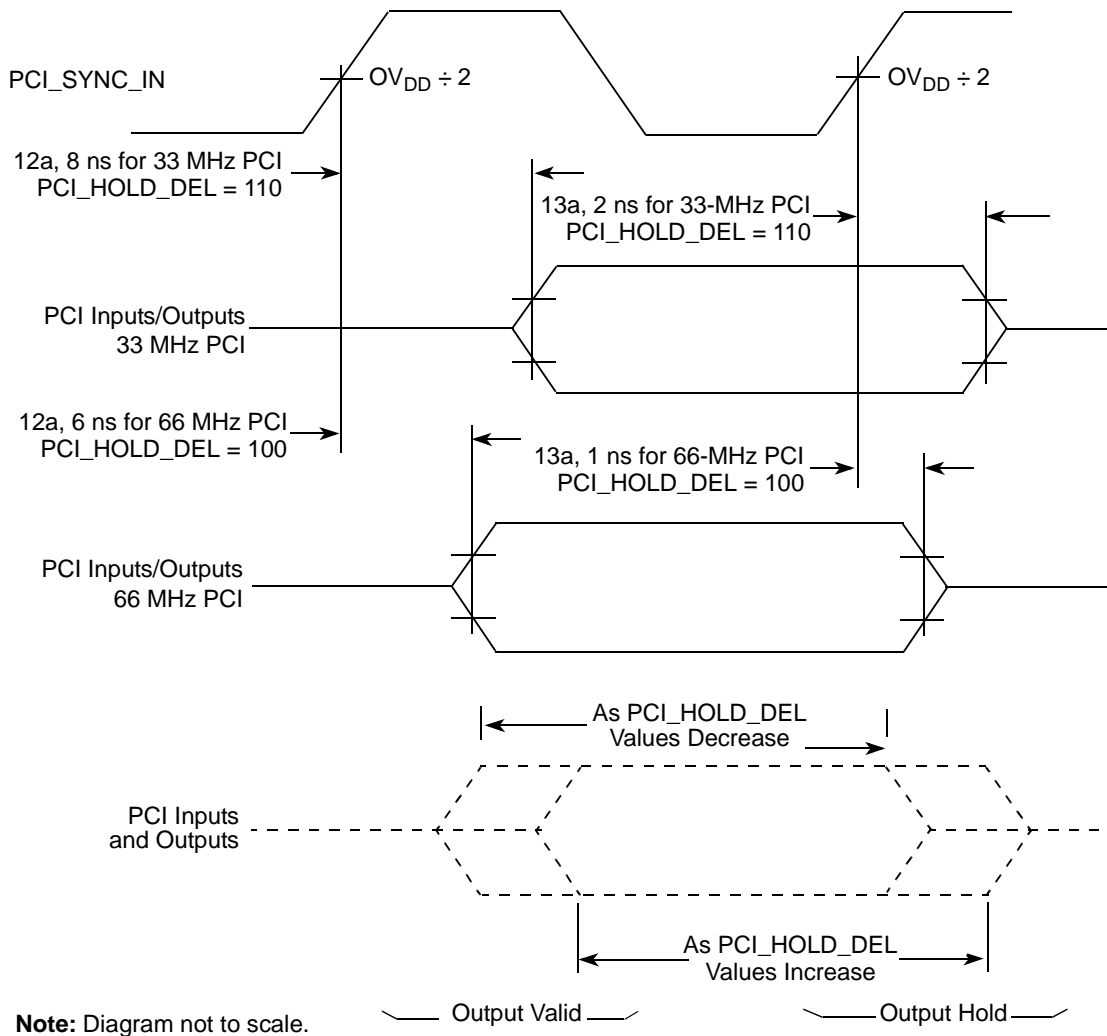 PCI_SYNC_IN
OVDD ÷ 2
OVDD ÷ 2
12a, 8 ns for 33 MHz PCI
PCI_HOLD_DEL = 110
13a, 2 ns for 33-MHz PCI
PCI_HOLD_DEL = 110
PCI Inputs/Outputs
33 MHz PCI
12a, 6 ns for 66 MHz PCI
PCI_HOLD_DEL = 100
13a, 1 ns for 66-MHz PCI
PCI_HOLD_DEL = 100
PCI Inputs/Outputs
66 MHz PCI
As PCI_HOLD_DEL
Values Decrease
PCI Inputs
and Outputs
As PCI_HOLD_DEL
Values Increase
Note: Diagram not to scale.
Output Valid
Output Hold